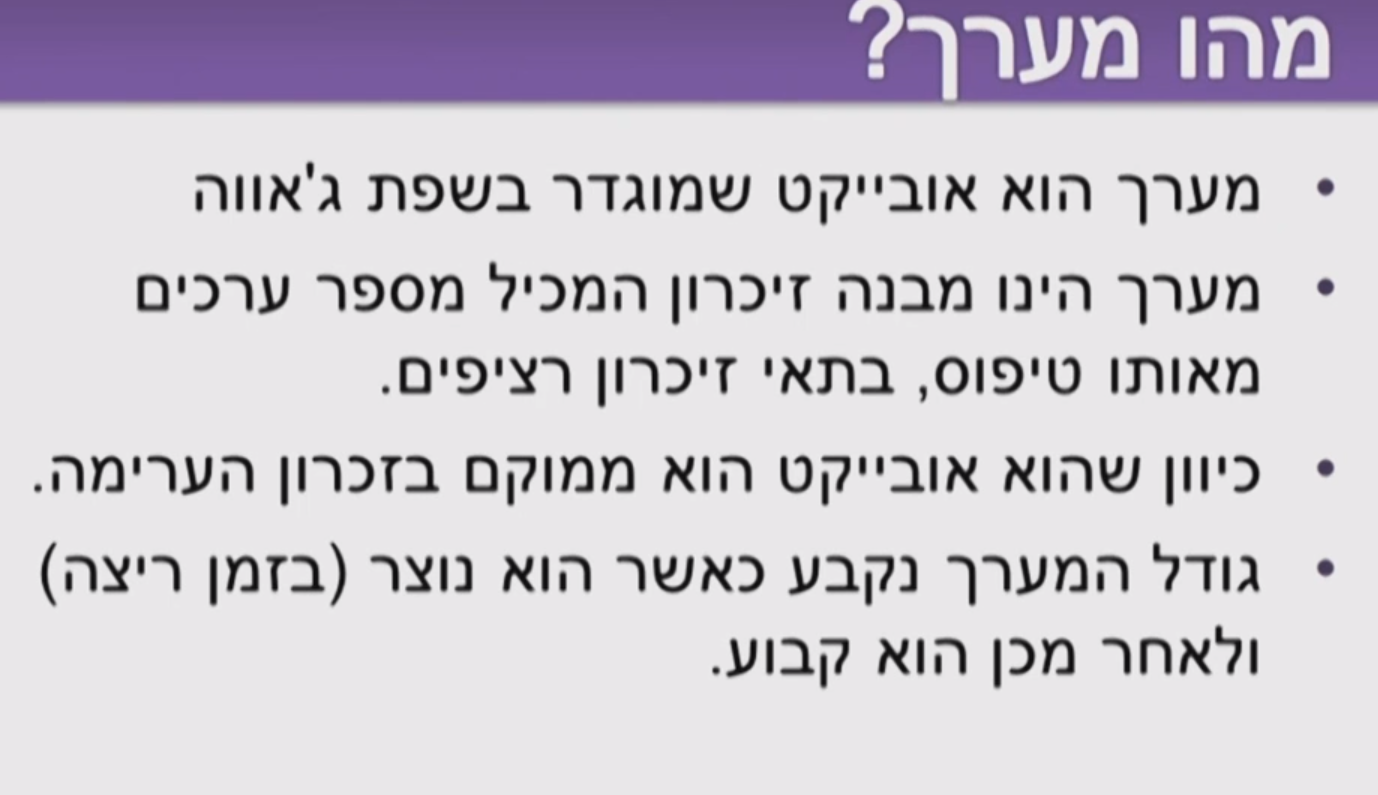 מהו מערך?
• מערך הוא אובייקט שמוגדר בשפת ג'אווה
• מערך הינו מבנה זיכרון המכיל מספר ערכים
מאותו טיפוס, בתאי זיכרון רציפים.
• כיוון שהוא אובייקט הוא ממוקם בזכרון הערימה.
• גודל המערך נקבע כאשר הוא נוצר (בזמן ריצה)
ולאחר מכן הוא קבוע.